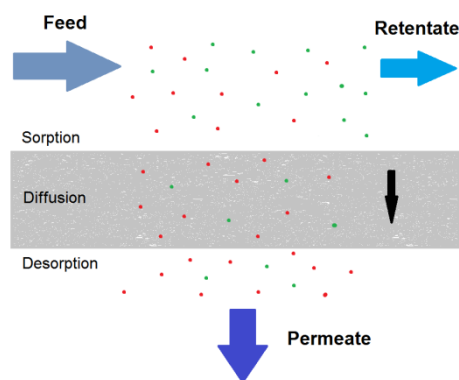 Feed
Retentate
Sorption
Diffusion
Desorption
Permeate